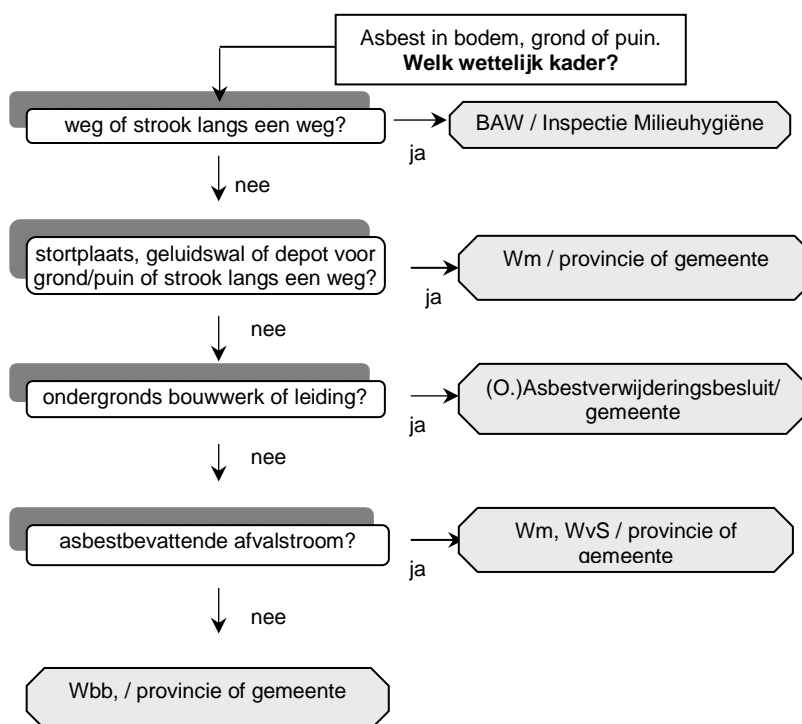 Asbest in bodem, grond of puin.
Welk wettelijk kader?
weg of strook langs een weg?
ja
BAW / Inspectie Milieuhygiëne
nee
stortplaats, geluidswal of depot voor
grond/puin of strook langs een weg?
ja
Wm / provincie of gemeente
nee
ondergronds bouwwerk of leiding?
ja
(O.)Asbestverwijderingsbesluit/
gemeente
nee
asbestbevattende afvalstroom?
ja
Wm, WvS / provincie of
gemeente
nee
Wbb, / provincie of gemeente